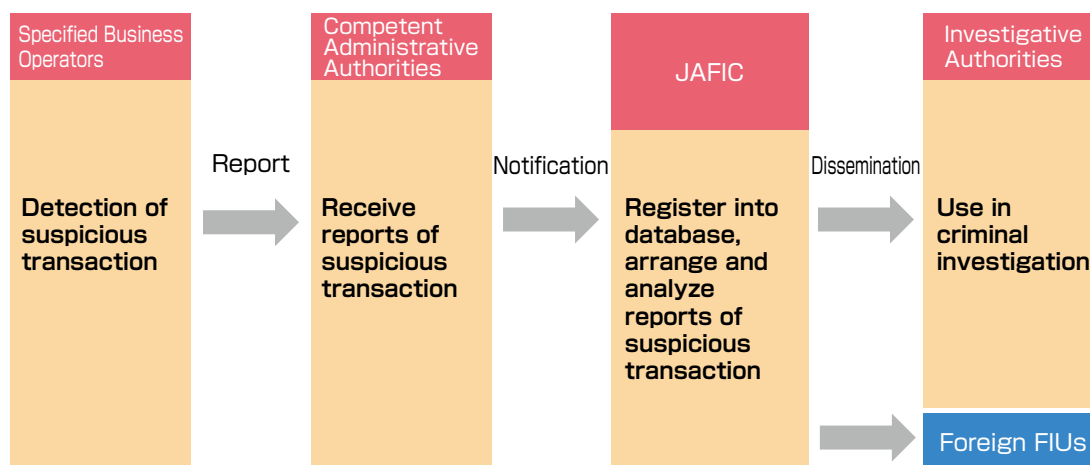 Specified Business
Operators
Detection of
suspicious
transaction
Report
Competent
Administrative
Authorities
Receive
reports of
suspicious
transaction
Notification
JAFIC
Register into
database,
arrange and
analyze
reports of
suspicious
transaction
Dissemination
Investigative
Authorities
Use in
criminal
investigation
Foreign FIUs